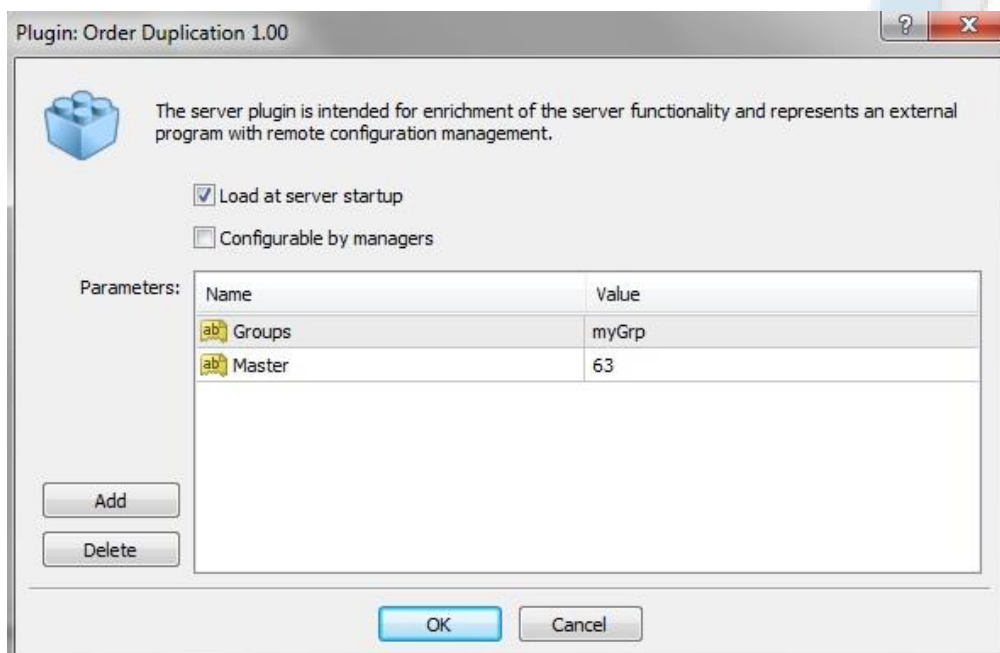 Plugin: Order Duplication 1.00
The server plugin is intended for enrichment of the server functionality and represents an external
program with remote configuration management.
Load at server startup
Configurable by managers
Parameters:
Name Value
ab Groups myGrp
ab Master 63
Add
Delete
OK Cancel